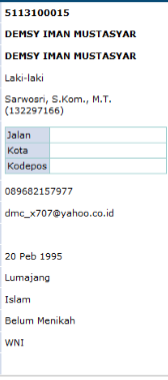 5113100015
DEMSY IMAN MUSTASYAR
DEMSY IMAN MUSTASYAR
Laki-laki
Sarwosri, S.Kom., M.T.
(132297166)
Jalan
Kota
Kodepos
089682157977
dmc_x707@yahoo.co.id
20 Peb 1995
Lumajang
Islam
Belum Menikah
WNI